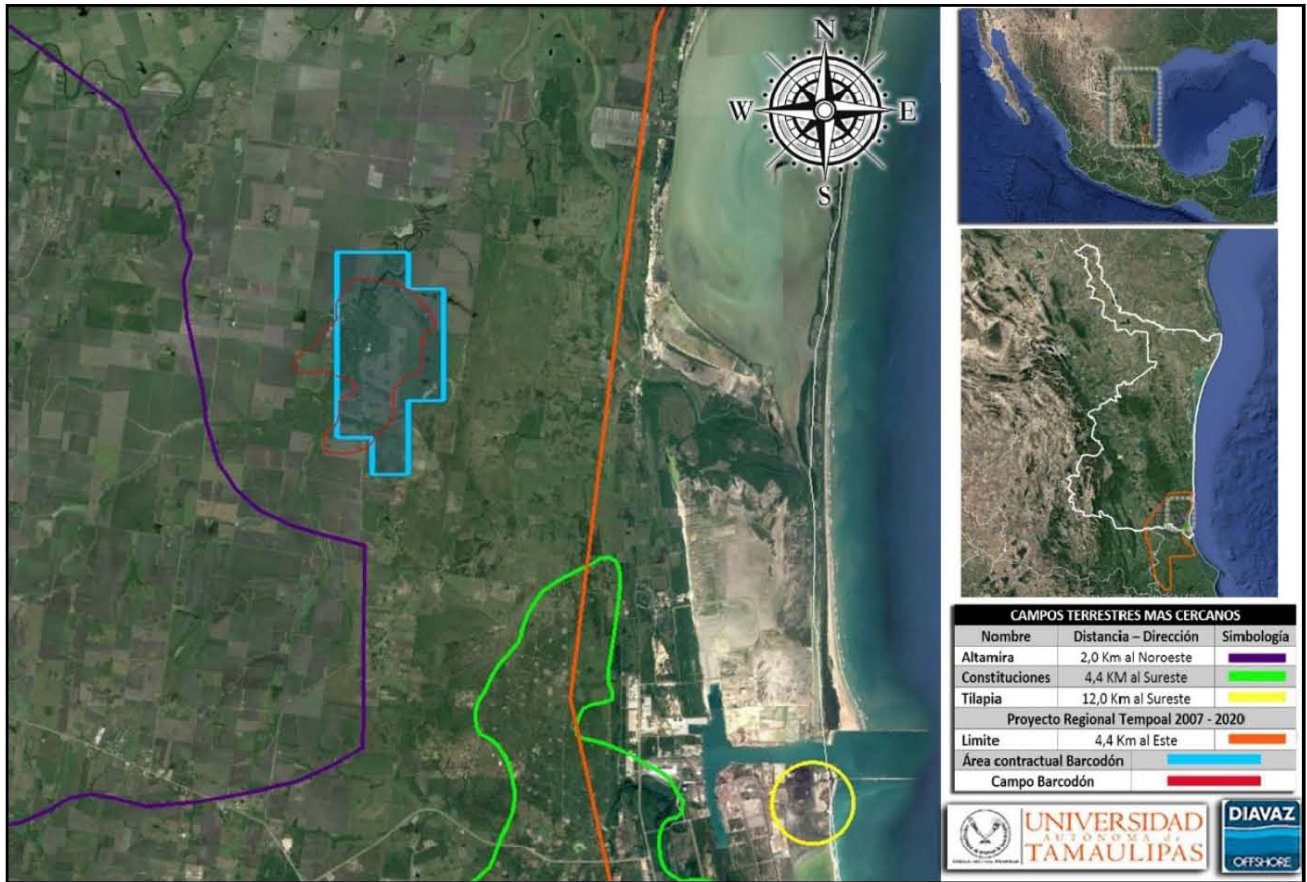 N
W E
S
CAMPOS TERRESTRES MAS CERCANOS
Nombre Distancia – Dirección Simbología
Altamira 2,0 Km al Noroeste
Constituciones 4,4 KM al Sureste
Tilapia 12,0 Km al Sureste
Proyecto Regional Tempoal 2007 - 2020
Limite 4,4 Km al Este
Área contractual Barcodón
Campo Barcodón
UNIVERSIDAD
AUTÓNOMA de
TAMAULIPAS
DIAVAZ
OFFSHORE